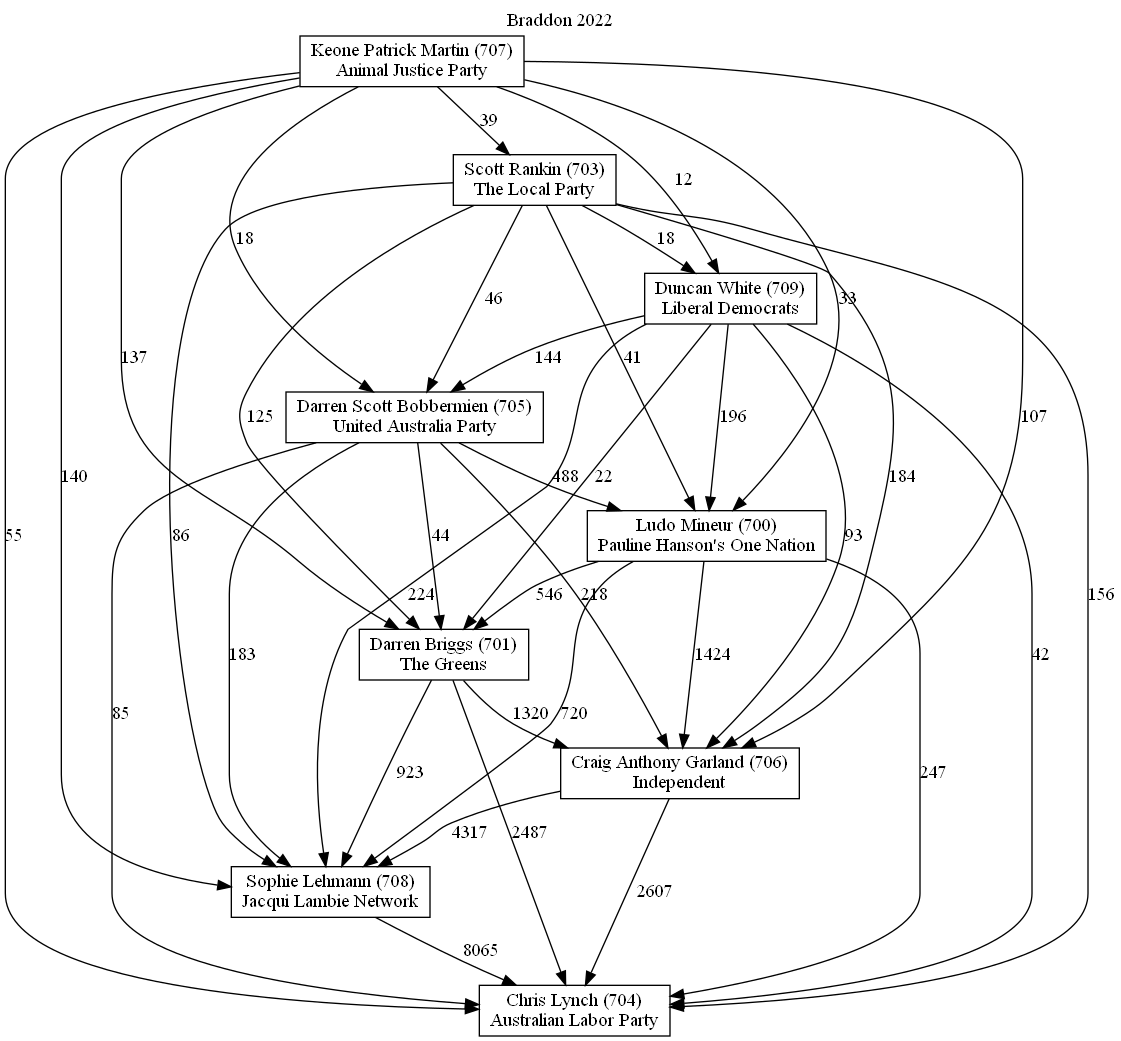 Braddon 2022
Keone Patrick Martin (707)
Animal Justice Party
39
Scott Rankin (703)
The Local Party
12
18
18
Duncan White (709)
Liberal Democrats
46
33
137
144
41
125
Darren Scott Bobbermien (705)
United Australia Party
196
107
140
488
22
184
55
86
44
Ludo Mineur (700)
Pauline Hanson's One Nation
93
224
546
218
156
183
Darren Briggs (701)
The Greens
1424
42
85
1320
720
923
Craig Anthony Garland (706)
Independent
247
4317
2487
Sophie Lehmann (708)
Jacqui Lambie Network
2607
8065
Chris Lynch (704)
Australian Labor Party